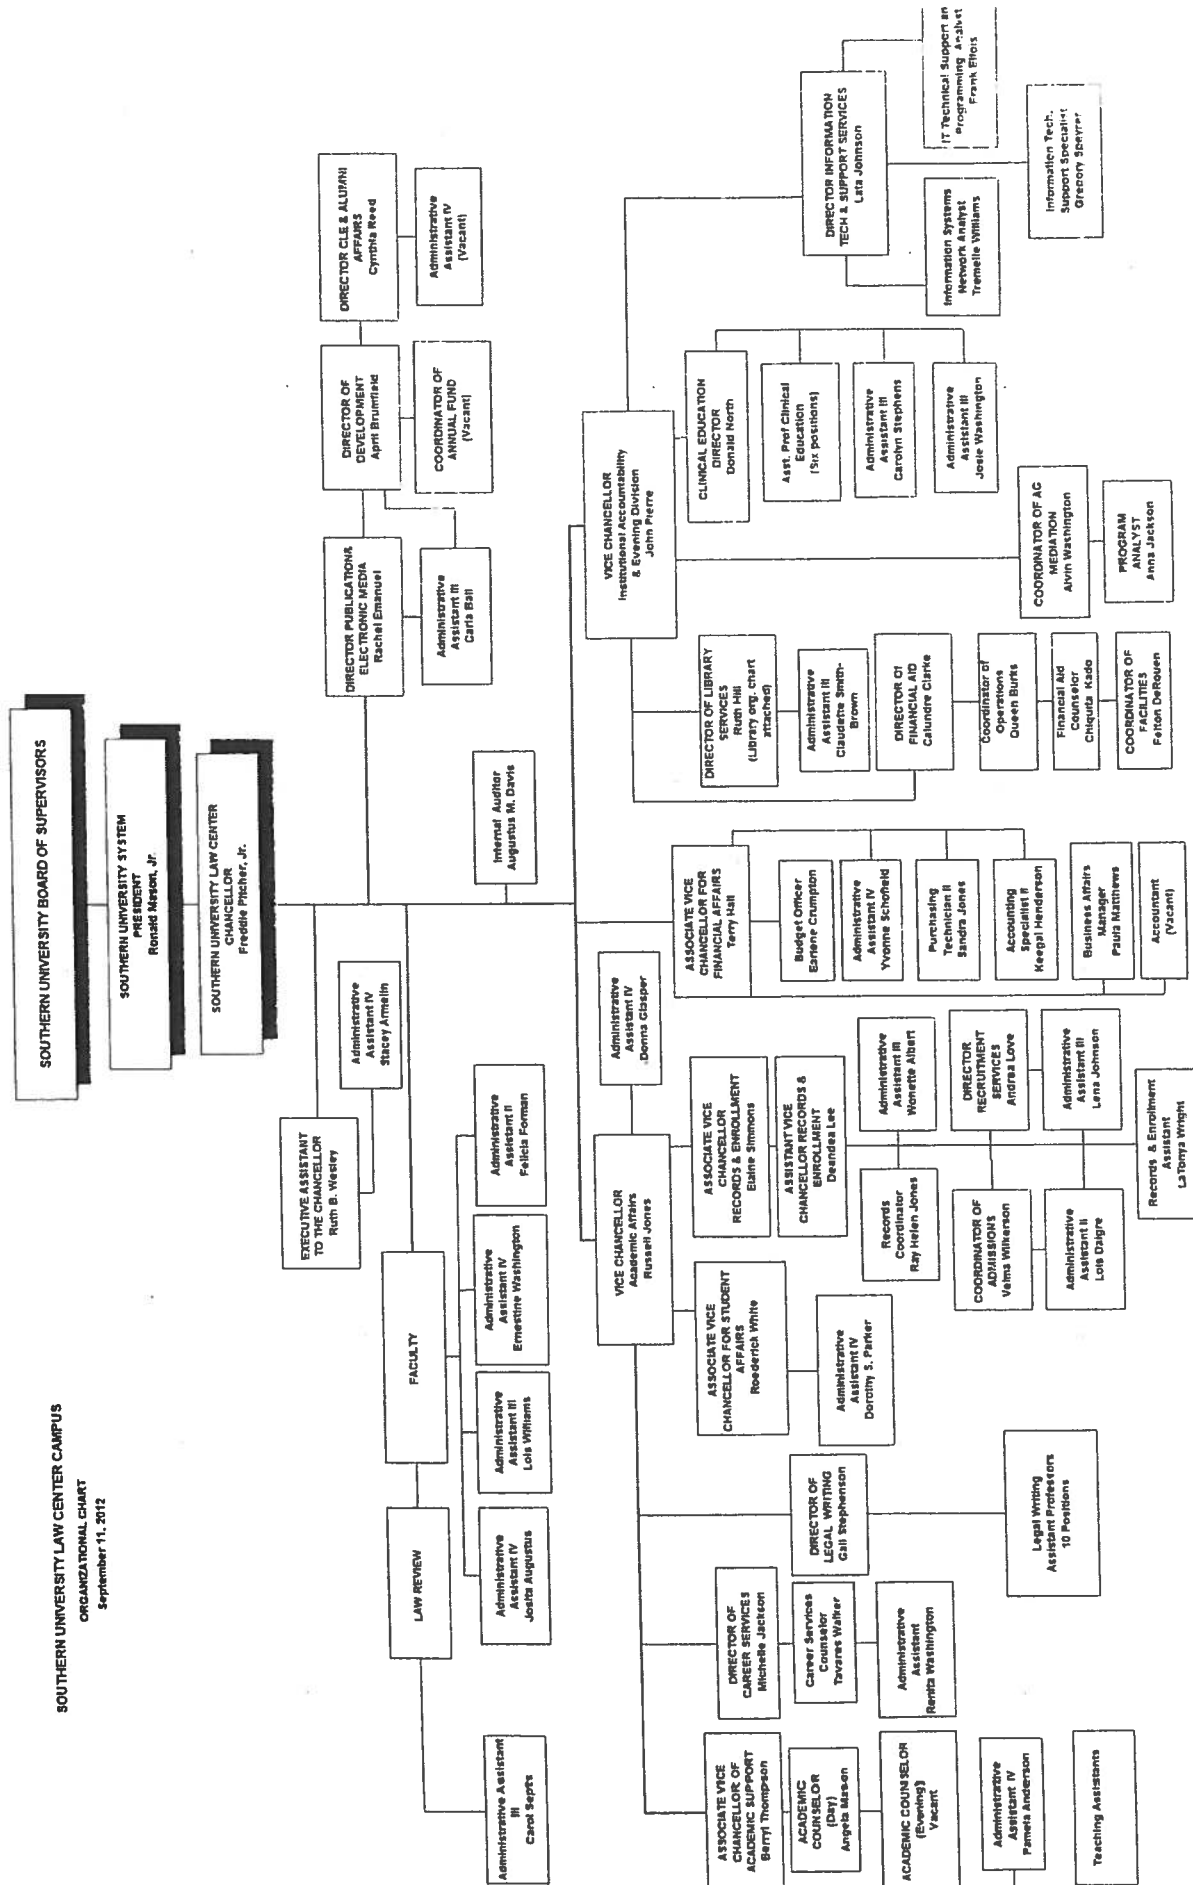 SOUTHERN UNIVERSITY LAW CENTER CAMPUS
ORGANIZATIONAL CHART
September 11, 2012
SOUTHERN UNIVERSITY BOARD OF SUPERVISORS
SOUTHERN UNIVERSITY SYSTEM
PRESIDENT
Ronald Mason, Jr.
SOUTHERN UNIVERSITY LAW CENTER
CHANCELLOR
Freddie Pitcher, Jr.
EXECUTIVE ASSISTANT
TO THE CHANCELLOR
Ruth B. Wesley
Administrative
Assistant IV
Stacey Armelin
DIRECTOR PUBLICATIONS
ELECTRONIC MEDIA
Rachel Emanuel
Administrative
Assistant III
Carla Ball
DIRECTOR OF
DEVELOPMENT
April Brumfield
COORDINATOR OF
ANNUAL FUND
(Vacant)
DIRECTOR CLE & ALUMNI
AFFAIRS
Cynthia Reed
Administrative
Assistant IV
(Vacant)
LAW REVIEW
FACULTY
Administrative Assistant
III
Carol Septs
Administrative
Assistant IV
Josita Augustus
Administrative
Assistant III
Lois Williams
Administrative
Assistant IV
Ernestine Washington
Administrative
Assistant II
Felicia Forman
Internal Auditor
Augustus M. Davis
VICE CHANCELLOR
Academic Affairs
Russell Jones
Administrative
Assistant IV
Donna Glasper
VICE CHANCELLOR
Institutional Accountability
& Evening Division
John Pierre
ASSOCIATE VICE
CHANCELLOR OF
ACADEMIC SUPPORT
Berryl Thompson
ACADEMIC
COUNSELOR
(Day)
Angela Mason
ACADEMIC COUNSELOR
(Evening)
Vacant
Administrative
Assistant IV
Pamela Anderson
Teaching Assistants
DIRECTOR OF
CAREER SERVICES
Michelle Jackson
Career Services
Counselor
Tavares Walker
Administrative
Assistant
Renita Washington
DIRECTOR OF
LEGAL WRITING
Gail Stephenson
Legal Writing
Assistant Professors
10 Positions
ASSOCIATE VICE
CHANCELLOR FOR STUDENT
AFFAIRS
Roederick White
Administrative
Assistant IV
Dorothy S. Parker
ASSOCIATE VICE
CHANCELLOR
RECORDS & ENROLLMENT
Elaine Simmons
ASSISTANT VICE
CHANCELLOR RECORDS &
ENROLLMENT
Deandea Lee
Records
Coordinator
Ray Helen Jones
Administrative
Assistant III
Wonette Albert
COORDINATOR OF
ADMISSIONS
Velma Wilkerson
DIRECTOR
RECRUITMENT
SERVICES
Andrea Love
Administrative
Assistant II
Lois Daigre
Administrative
Assistant III
Lena Johnson
Records & Enrollment
Assistant
LaTonya Wright
ASSOCIATE VICE
CHANCELLOR FOR
FINANCIAL AFFAIRS
Terry Hall
Budget Officer
Earlene Crumpton
Administrative
Assistant IV
Yvonne Schofield
Purchasing
Technician II
Sandra Jones
Accounting
Specialist II
Keegal Henderson
Business Affairs
Manager
Paula Matthews
Accountant
(Vacant)
DIRECTOR OF LIBRARY
SERVICES
Ruth Hill
(Library org. chart
attached)
Administrative
Assistant III
Claudette Smith-
Brown
DIRECTOR Of
FINANCIAL AID
Calundre Clarke
Coordinator of
Operations
Queen Burks
Financial Aid
Counselor
Chiquita Kado
COORDINATOR OF
FACILITIES
Felton DeRouen
COORDINATOR OF AG
MEDIATION
Alvin Washington
PROGRAM
ANALYST
Anna Jackson
CLINICAL EDUCATION
DIRECTOR
Donald North
Asst. Prof Clinical
Education
(Six positions)
Administrative
Assistant III
Carolyn Stephens
Administrative
Assistant III
Josie Washington
DIRECTOR INFORMATION
TECH & SUPPORT SERVICES
Lata Johnson
Information Systems
Network Analyst
Tremelle Williams
IT Technical Support an
Programming Analyst
Frank
Information Tech.
Support Specialist
Gregory Speyrer